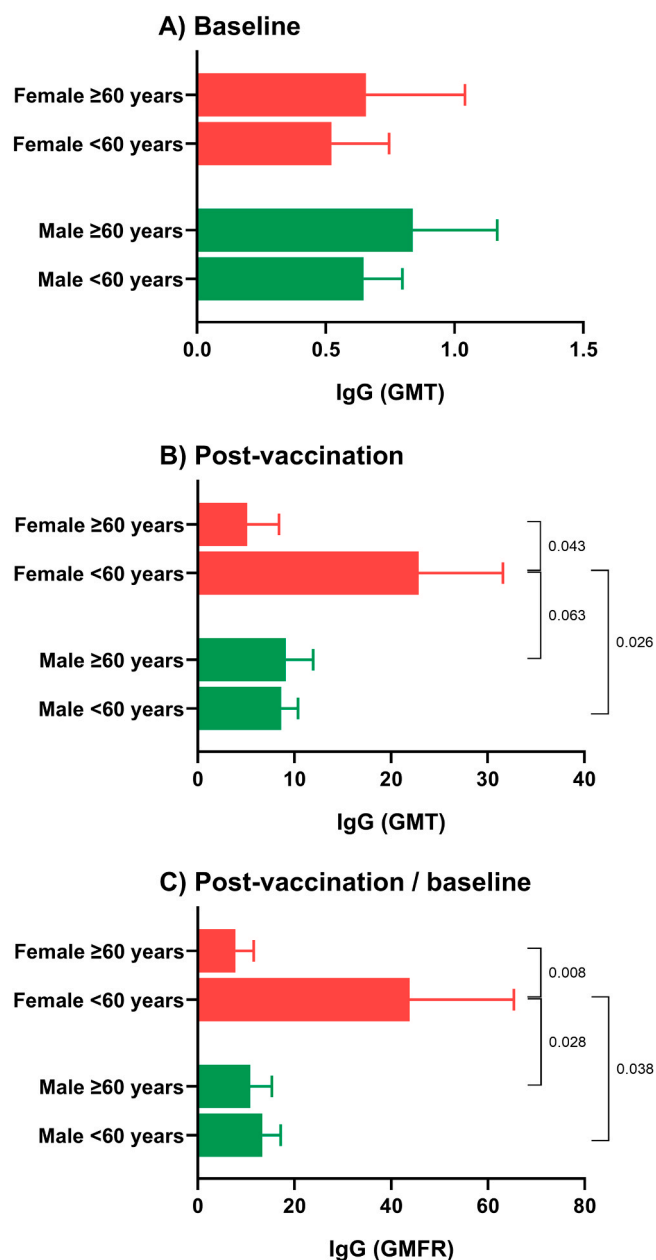 A) Baseline
Female ≥60 years
Female <60 years
Male ≥60 years
Male <60 years
0.0 0.5 1.0 1.5
IgG (GMT)
B) Post-vaccination
Female ≥60 years
0.043
Female <60 years
0.063
0.026
Male ≥60 years
Male <60 years
0 10 20 30 40
IgG (GMT)
C) Post-vaccination / baseline
Female ≥60 years
0.008
Female <60 years
0.028
0.038
Male ≥60 years
Male <60 years
0 20 40 60 80
IgG (GMFR)